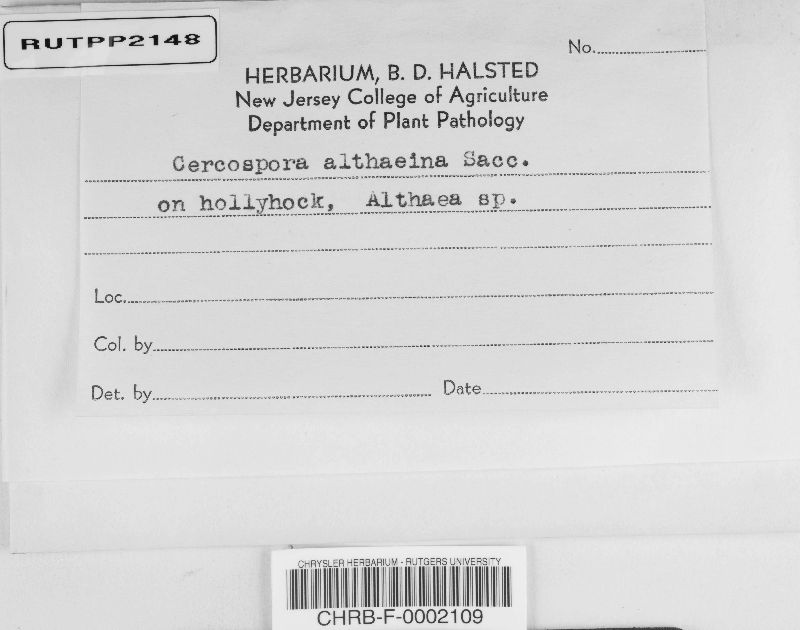 RUTPP2148
No.
HERBARIUM, B. D. HALSTED
New Jersey College of Agriculture
Department of Plant Pathology
Cercospora althaeina Sacc.
on hollyhock, Althaea sp.
Loc.
Col. by
Det. by Date
CHRYSLER HERBARIUM - RUTGERS UNIVERSITY
CHRB-F-0002109